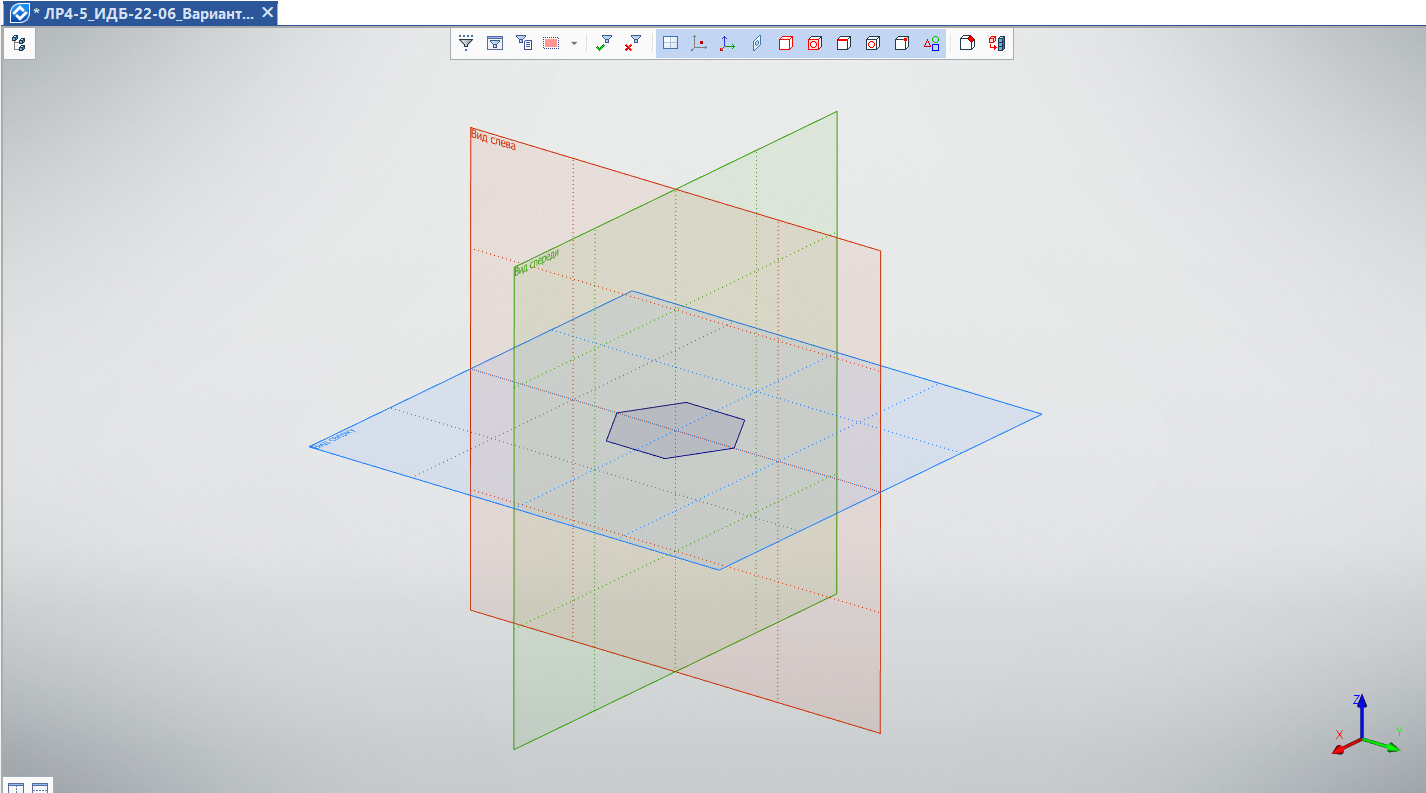 * ЛР4-5_ИДБ-22-06_Вариант...
Вид слева
Вид спереди
Z
X
Y